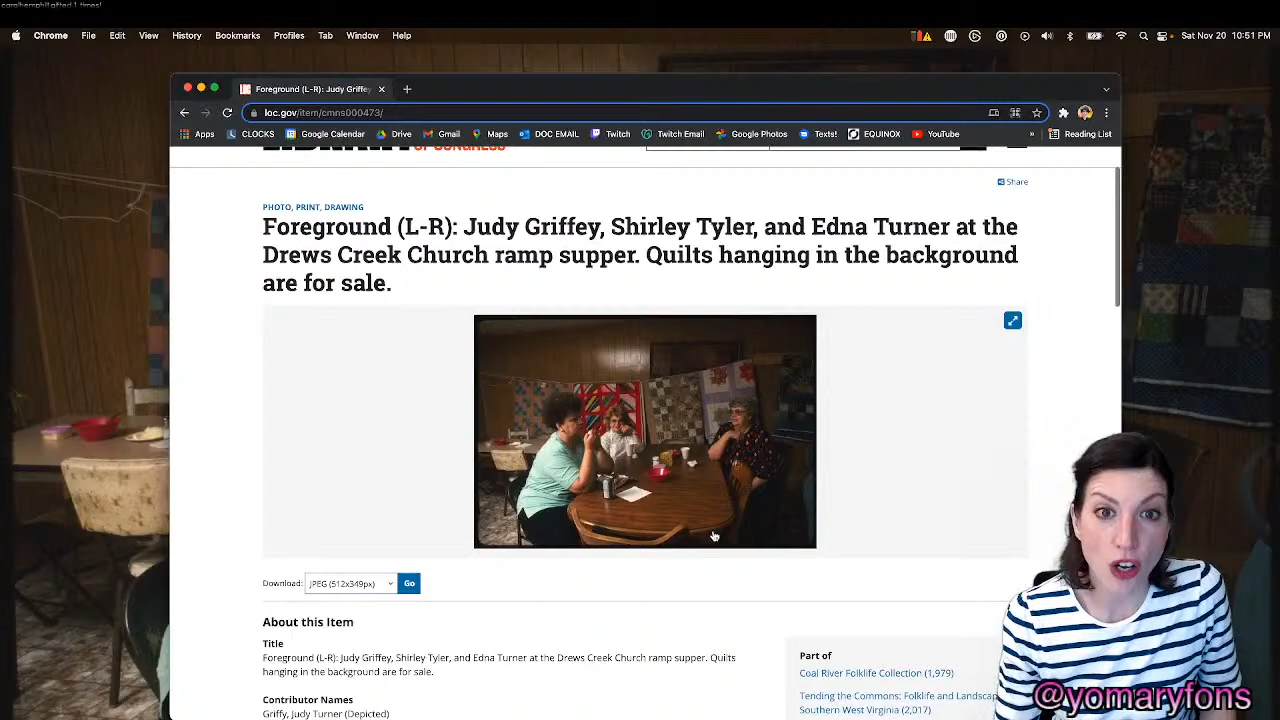 carolhemphill gifted 1 times!
Chrome File Edit View History Bookmarks Profiles Tab Window Help
Sat Nov 20 10:51 PM
Foreground (L-R): Judy Griffey
loc.gov/item/cmns000473/
Apps CLOCKS Google Calendar Drive Gmail Maps DOC EMAIL Twitch Twitch Email Google Photos Texts! EQUINOX YouTube » Reading List
OF CONGRESS
Share
PHOTO, PRINT, DRAWING
Foreground (L-R): Judy Griffey, Shirley Tyler, and Edna Turner at the
Drews Creek Church ramp supper. Quilts hanging in the background
are for sale.
Download: JPEG (512x349px) Go
About this Item
Title
Foreground (L-R): Judy Griffey, Shirley Tyler, and Edna Turner at the Drews Creek Church ramp supper. Quilts
hanging in the background are for sale.
Contributor Names
Griffy, Judy Turner (Depicted)
Part of
Coal River Folklife Collection (1,979)
Tending the Commons: Folklife and Landscap
Southern West Virginia (2,017)
@yomaryfons